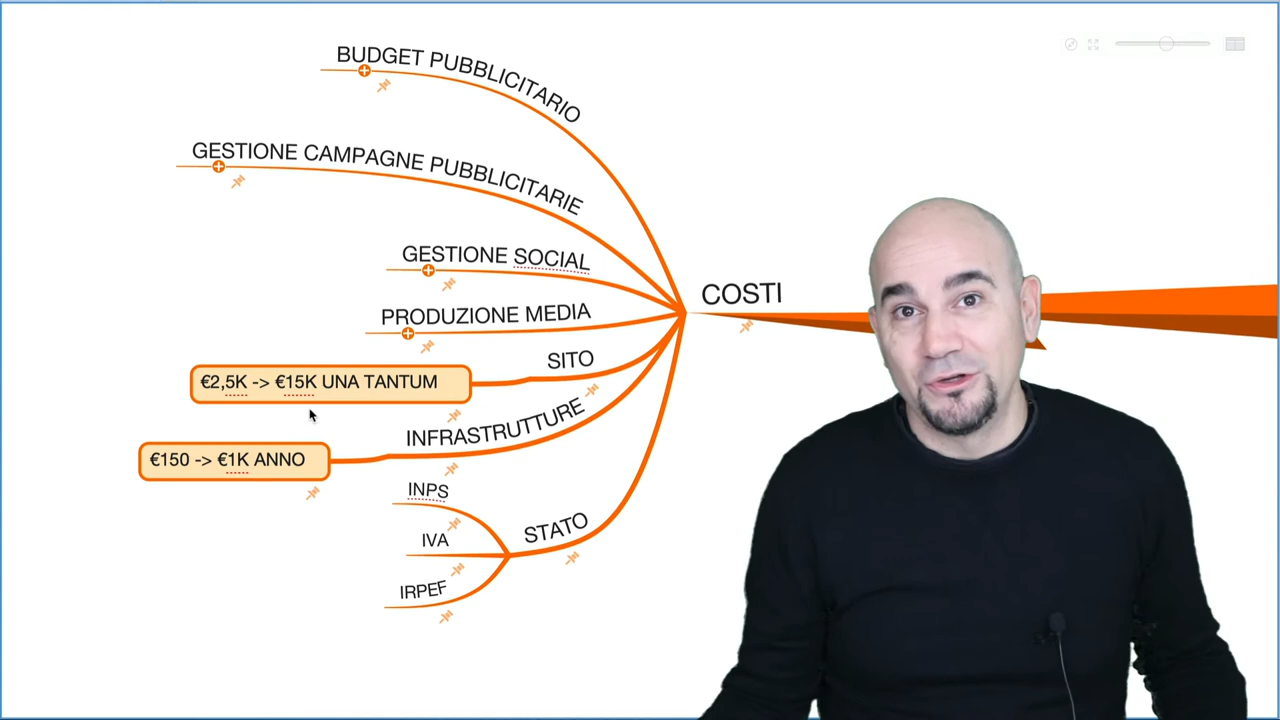 BUDGET PUBBLICITARIO
GESTIONE CAMPAGNE PUBBLICITARIE
GESTIONE SOCIAL
PRODUZIONE MEDIA
COSTI
SITO
€2,5K -> €15K UNA TANTUM
INFRASTRUTTURE
€150 -> €1K ANNO
STATO
INPS
IVA
IRPEF